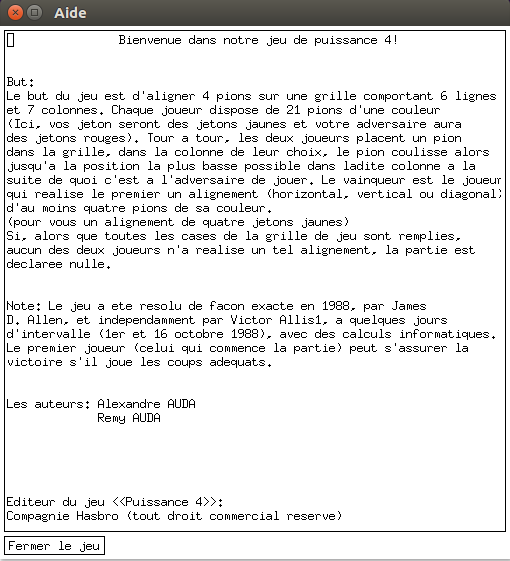 Aide
Bienvenue dans notre jeu de puissance 4!
But:
Le but du jeu est d'aligner 4 pions sur une grille comportant 6 lignes
et 7 colonnes. Chaque joueur dispose de 21 pions d'une couleur
(Ici, vos jeton seront des jetons jaunes et votre adversaire aura
des jetons rouges). Tour a tour, les deux joueurs placent un pion
dans la grille, dans la colonne de leur choix, le pion coulisse alors
jusqu'a la position la plus basse possible dans ladite colonne a la
suite de quoi c'est a l'adversaire de jouer. Le vainqueur est le joueur
qui realise le premier un alignement (horizontal, vertical ou diagonal)
d'au moins quatre pions de sa couleur.
(pour vous un alignement de quatre jetons jaunes)
Si, alors que toutes les cases de la grille de jeu sont remplies,
aucun des deux joueurs n'a realise un tel alignement, la partie est
declaree nulle.
Note: Le jeu a ete resolu de facon exacte en 1988, par James
D. Allen, et independamment par Victor Allis1, a quelques jours
d'intervalle (1er et 16 octobre 1988), avec des calculs informatiques.
Le premier joueur (celui qui commence la partie) peut s'assurer la
victoire s'il joue les coups adequats.
Les auteurs: Alexandre AUDA
Remy AUDA
Editeur du jeu <<Puissance 4>>:
Compagnie Hasbro (tout droit commercial reserve)
Fermer le jeu